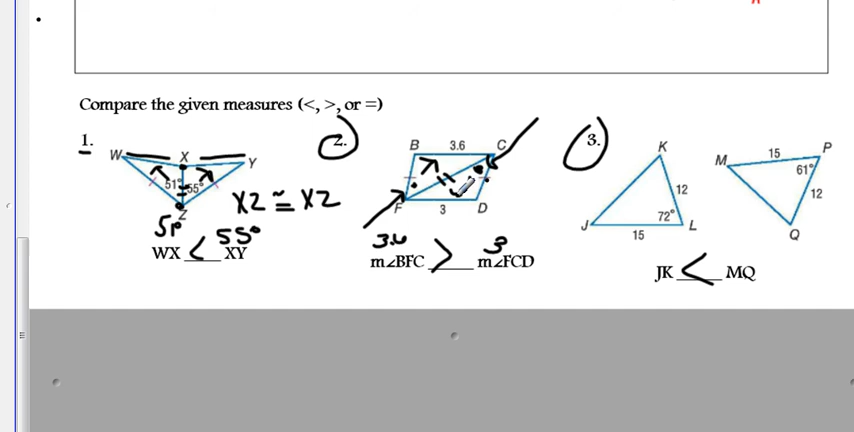 Compare the given measures (<, >, or =)
1.
W X Y
51° 55°
Z
XZ ≅ XZ
51° 55°
WX < XY
2.
B 3.6 C
F 3 D
3.6 3
m∠BFC > m∠FCD
3.
K
12
72°
J 15 L
M 15 P
61°
12
Q
JK < MQ